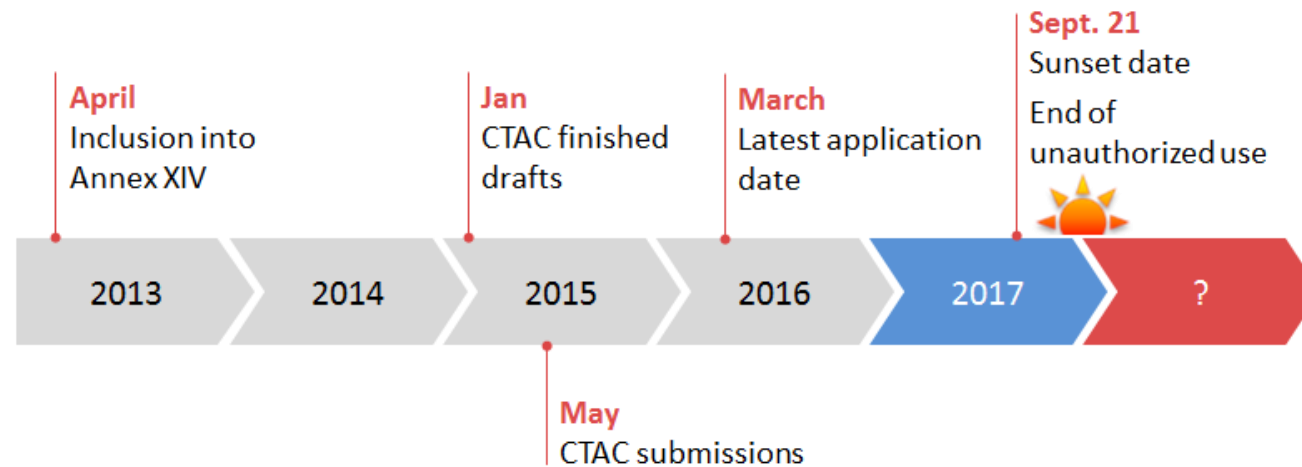 April
Inclusion into
Annex XIV
Jan
CTAC finished
drafts
March
Latest application
date
Sept. 21
Sunset date
End of
unauthorized use
2013
2014
2015
2016
2017
?
May
CTAC submissions